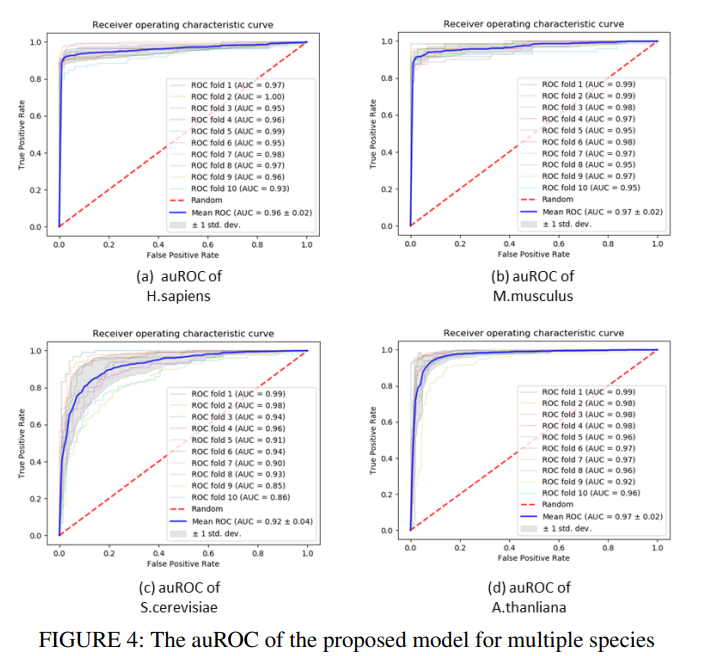 Receiver operating characteristic curve
True Positive Rate
1.0
0.8
0.6
0.4
0.2
0.0
ROC fold 1 (AUC = 0.97)
ROC fold 2 (AUC = 1.00)
ROC fold 3 (AUC = 0.95)
ROC fold 4 (AUC = 0.96)
ROC fold 5 (AUC = 0.99)
ROC fold 6 (AUC = 0.95)
ROC fold 7 (AUC = 0.98)
ROC fold 8 (AUC = 0.97)
ROC fold 9 (AUC = 0.96)
ROC fold 10 (AUC = 0.93)
Random
Mean ROC (AUC = 0.96 ± 0.02)
± 1 std. dev.
0.0 0.2 0.4 0.6 0.8 1.0
False Positive Rate
(a) auROC of
H.sapiens
Receiver operating characteristic curve
True Positive Rate
1.0
0.8
0.6
0.4
0.2
0.0
ROC fold 1 (AUC = 0.99)
ROC fold 2 (AUC = 0.99)
ROC fold 3 (AUC = 0.98)
ROC fold 4 (AUC = 0.97)
ROC fold 5 (AUC = 0.95)
ROC fold 6 (AUC = 0.98)
ROC fold 7 (AUC = 0.97)
ROC fold 8 (AUC = 0.95)
ROC fold 9 (AUC = 0.97)
ROC fold 10 (AUC = 0.95)
Random
Mean ROC (AUC = 0.97 ± 0.02)
± 1 std. dev.
0.0 0.2 0.4 0.6 0.8 1.0
False Positive Rate
(b) auROC of
M.musculus
Receiver operating characteristic curve
True Positive Rate
1.0
0.8
0.6
0.4
0.2
0.0
ROC fold 1 (AUC = 0.99)
ROC fold 2 (AUC = 0.98)
ROC fold 3 (AUC = 0.94)
ROC fold 4 (AUC = 0.96)
ROC fold 5 (AUC = 0.91)
ROC fold 6 (AUC = 0.94)
ROC fold 7 (AUC = 0.90)
ROC fold 8 (AUC = 0.93)
ROC fold 9 (AUC = 0.85)
ROC fold 10 (AUC = 0.86)
Random
Mean ROC (AUC = 0.92 ± 0.04)
± 1 std. dev.
0.0 0.2 0.4 0.6 0.8 1.0
False Positive Rate
(c) auROC of
S.cerevisiae
Receiver operating characteristic curve
True Positive Rate
1.0
0.8
0.6
0.4
0.2
0.0
ROC fold 1 (AUC = 0.99)
ROC fold 2 (AUC = 0.98)
ROC fold 3 (AUC = 0.98)
ROC fold 4 (AUC = 0.98)
ROC fold 5 (AUC = 0.96)
ROC fold 6 (AUC = 0.97)
ROC fold 7 (AUC = 0.97)
ROC fold 8 (AUC = 0.96)
ROC fold 9 (AUC = 0.92)
ROC fold 10 (AUC = 0.96)
Random
Mean ROC (AUC = 0.97 ± 0.02)
± 1 std. dev.
0.0 0.2 0.4 0.6 0.8 1.0
False Positive Rate
(d) auROC of
A.thanliana
FIGURE 4: The auROC of the proposed model for multiple species